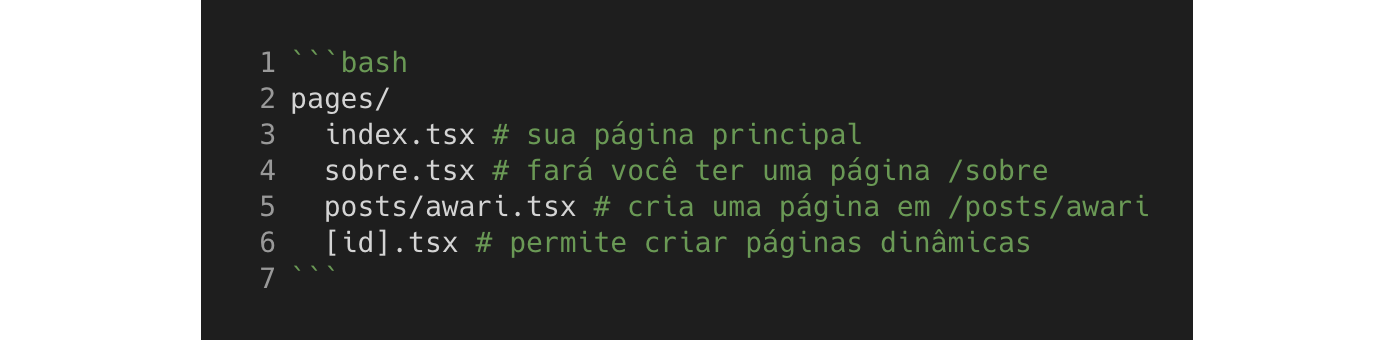 1 ```bash
2 pages/
3   index.tsx # sua página principal
4   sobre.tsx # fará você ter uma página /sobre
5   posts/awari.tsx # cria uma página em /posts/awari
6   [id].tsx # permite criar páginas dinâmicas
7 ```